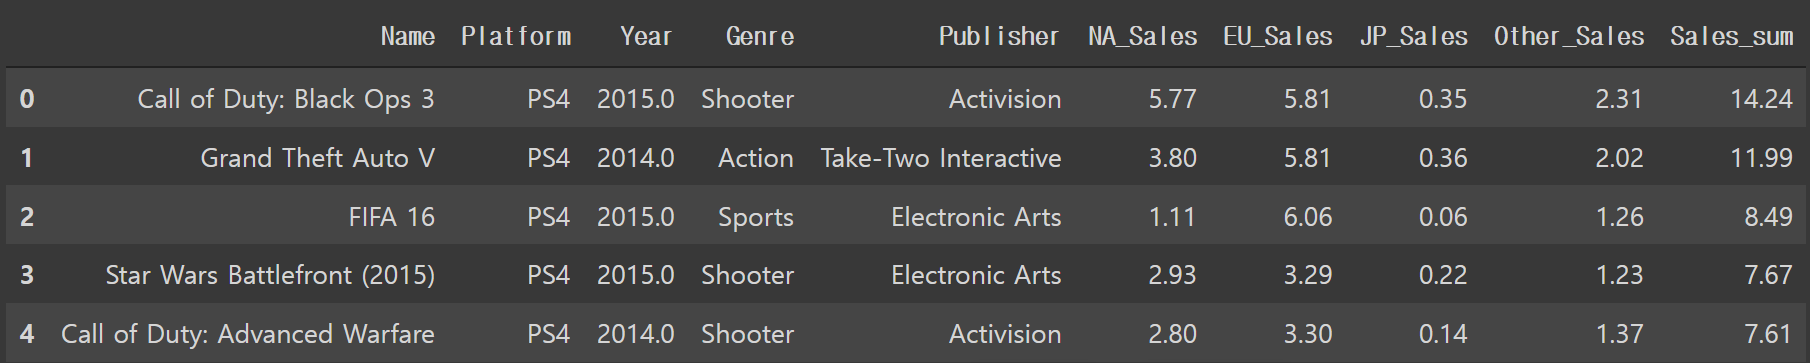 Name Platform Year Genre Publisher NA_Sales EU_Sales JP_Sales Other_Sales Sales_sum
0 Call of Duty: Black Ops 3 PS4 2015.0 Shooter Activision 5.77 5.81 0.35 2.31 14.24
1 Grand Theft Auto V PS4 2014.0 Action Take-Two Interactive 3.80 5.81 0.36 2.02 11.99
2 FIFA 16 PS4 2015.0 Sports Electronic Arts 1.11 6.06 0.06 1.26 8.49
3 Star Wars Battlefront (2015) PS4 2015.0 Shooter Electronic Arts 2.93 3.29 0.22 1.23 7.67
4 Call of Duty: Advanced Warfare PS4 2014.0 Shooter Activision 2.80 3.30 0.14 1.37 7.61